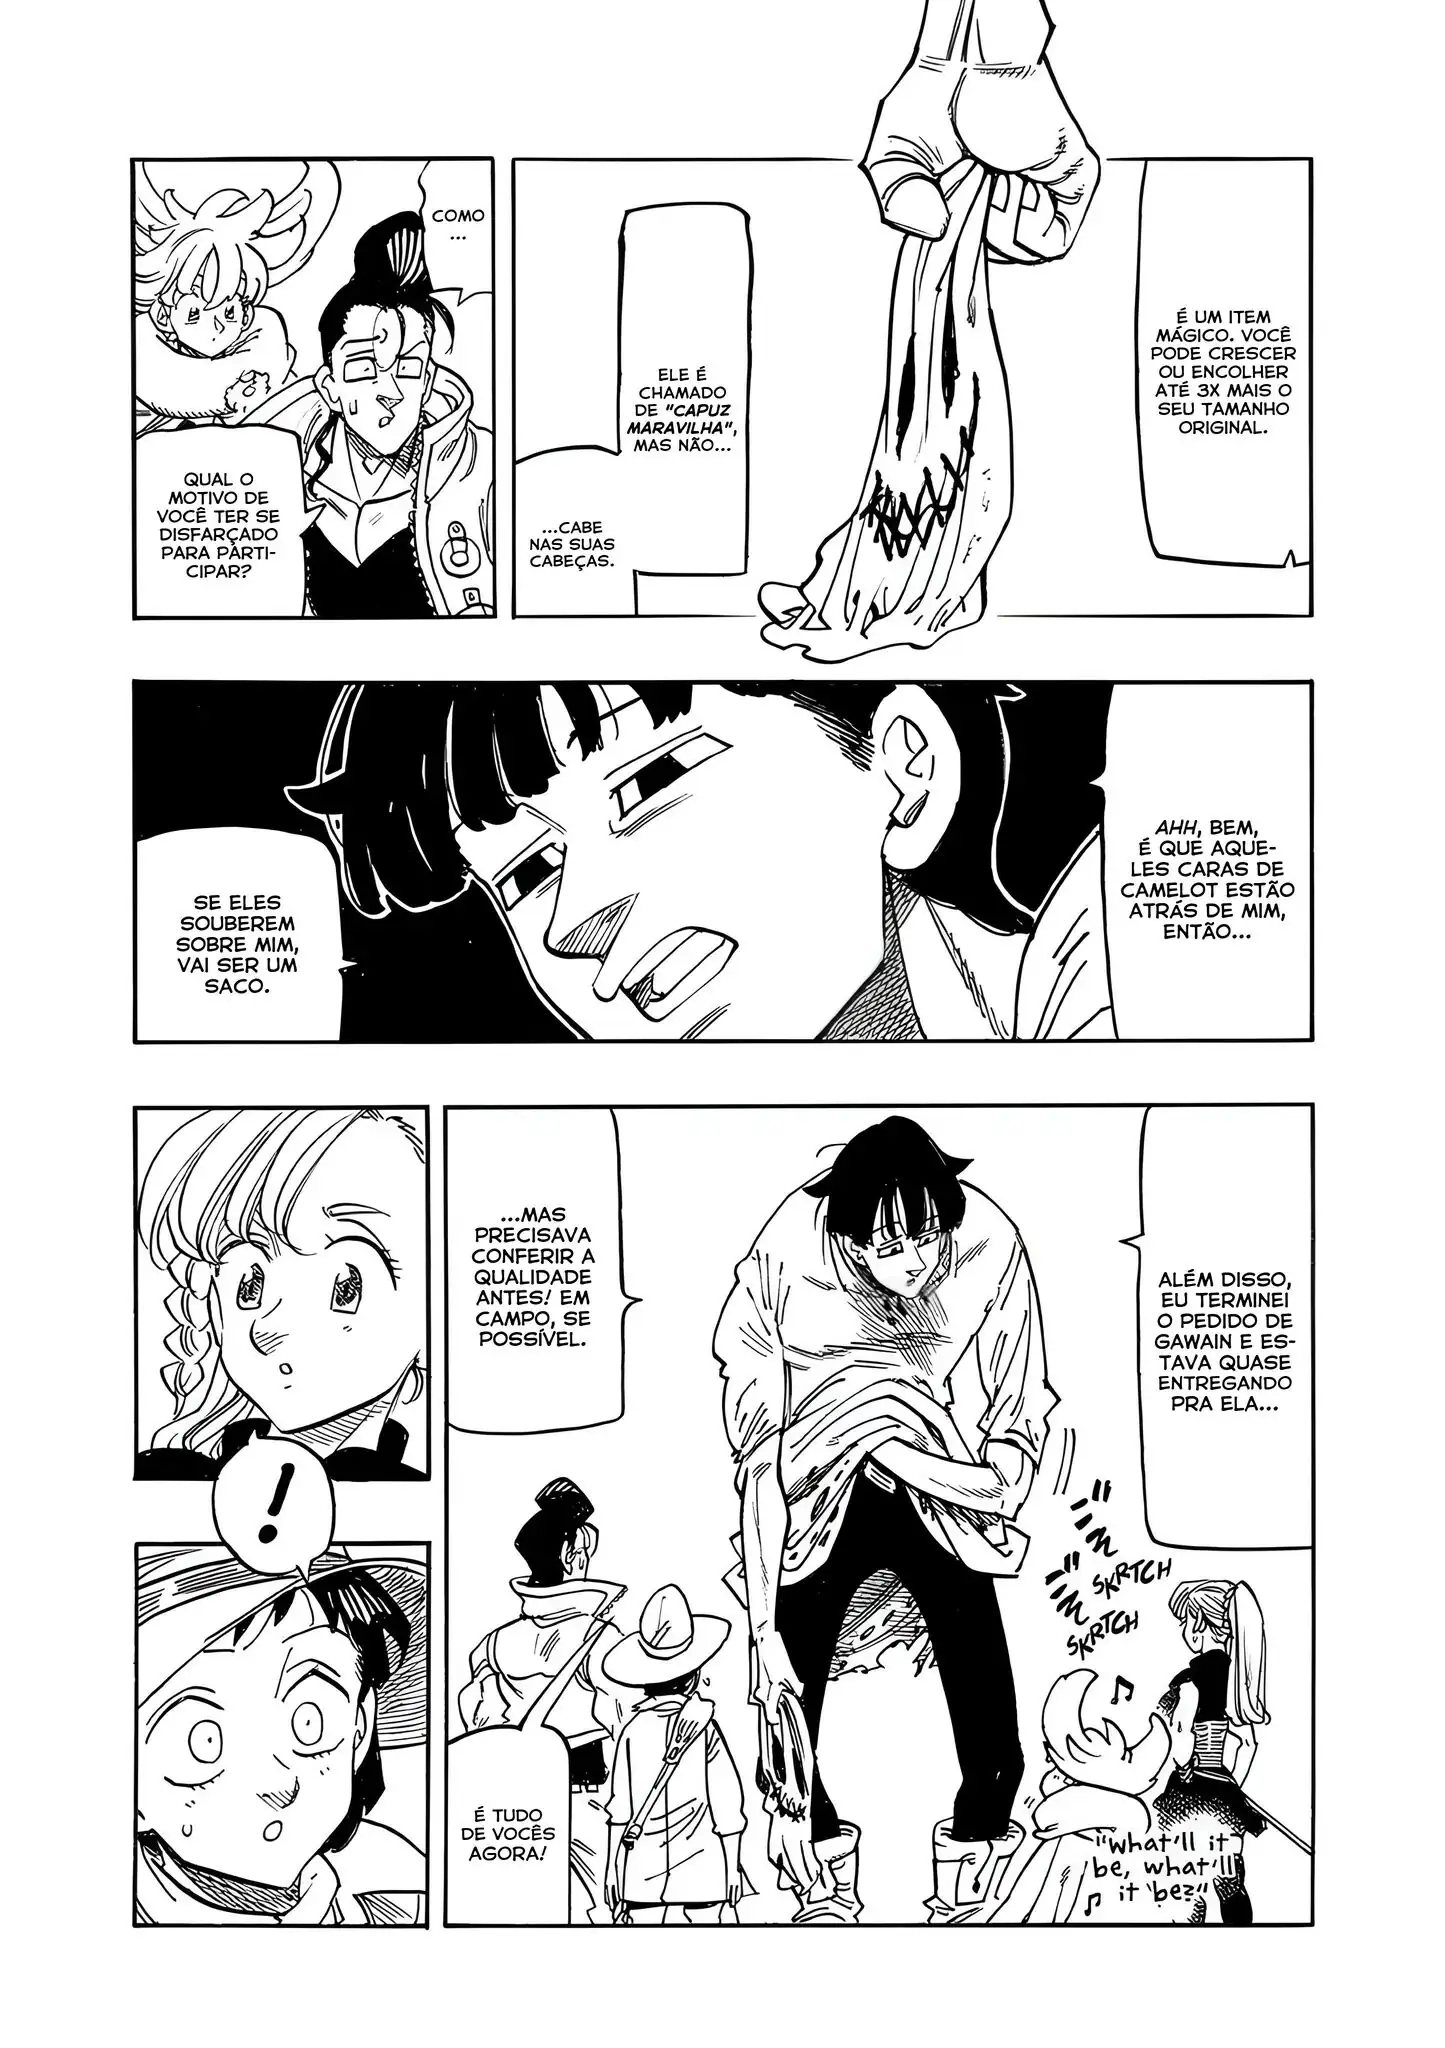 É UM ITEM
MÁGICO. VOCÊ
PODE CRESCER
OU ENCOLHER
ATÉ 3X MAIS O
SEU TAMANHO
ORIGINAL.
ELE É
CHAMADO
DE "CAPUZ
MARAVILHA",
MAS NÃO...
...CABE
NAS SUAS
CABEÇAS.
COMO
...
QUAL O
MOTIVO DE
VOCÊ TER SE
DISFARÇADO
PARA PARTI-
CIPAR?
AHH, BEM,
É QUE AQUE-
LES CARAS DE
CAMELOT ESTÃO
ATRÁS DE MIM,
ENTÃO...
SE ELES
SOUBEREM
SOBRE MIM,
VAI SER UM
SACO.
ALÉM DISSO,
EU TERMINEI
O PEDIDO DE
GAWAIN E ES-
TAVA QUASE
ENTREGANDO
PRA ELA...
...MAS
PRECISAVA
CONFERIR A
QUALIDADE
ANTES! EM
CAMPO, SE
POSSÍVEL.
SKRTCH
SKRTCH
"what'll it
be, what'll
it 'be?"
É TUDO
DE VOCÊS
AGORA!
!